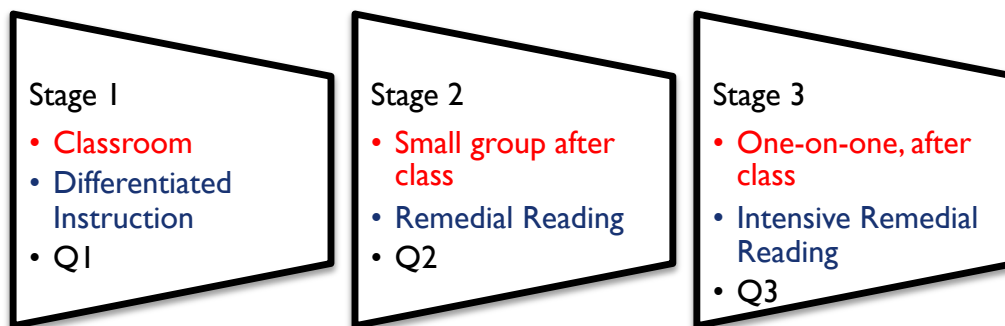 Stage 1
• Classroom
• Differentiated
Instruction
• Q1
Stage 2
• Small group after
class
• Remedial Reading
• Q2
Stage 3
• One-on-one, after
class
• Intensive Remedial
Reading
• Q3